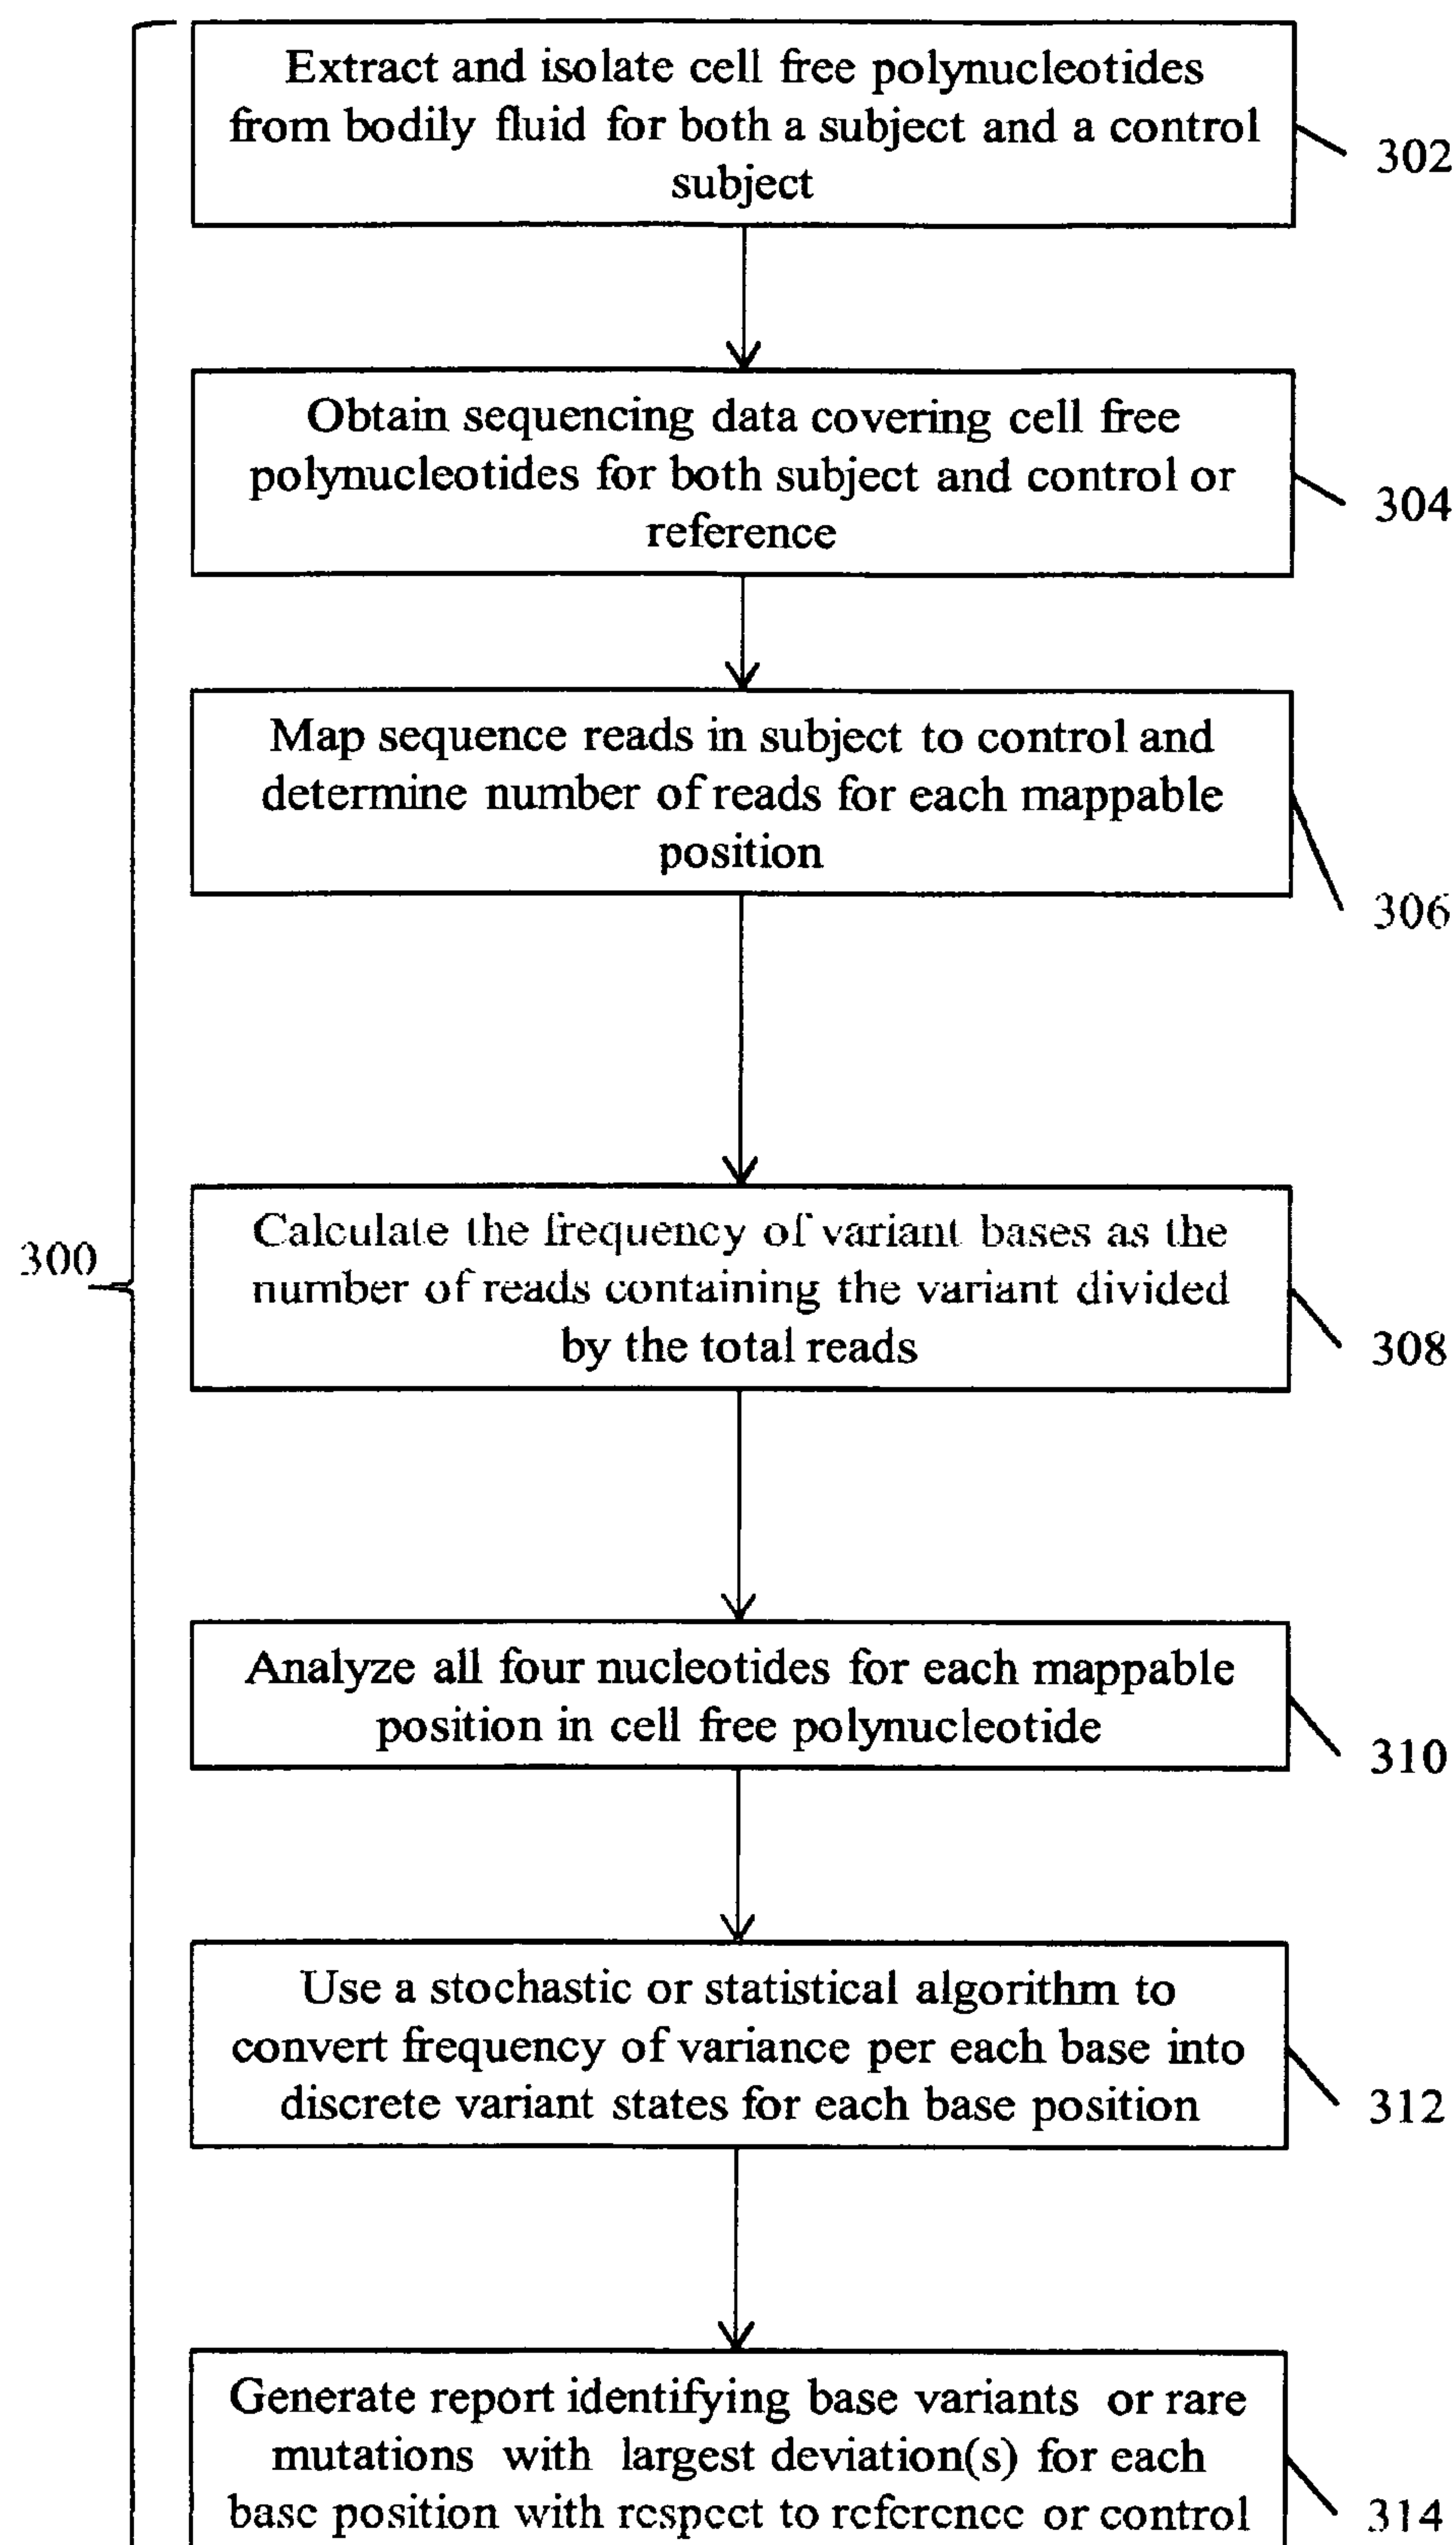 Extract and isolate cell free polynucleotides
from bodily fluid for both a subject and a control
subject
302
Obtain sequencing data covering cell free
polynucleotides for both subject and control or
reference
304
Map sequence reads in subject to control and
determine number of reads for each mappable
position
306
300
Calculate the frequency of variant bases as the
number of reads containing the variant divided
by the total reads
308
Analyze all four nucleotides for each mappable
position in cell free polynucleotide
310
Use a stochastic or statistical algorithm to
convert frequency of variance per each base into
discrete variant states for each base position
312
Generate report identifying base variants or rare
mutations with largest deviation(s) for each
base position with respect to reference or control
314